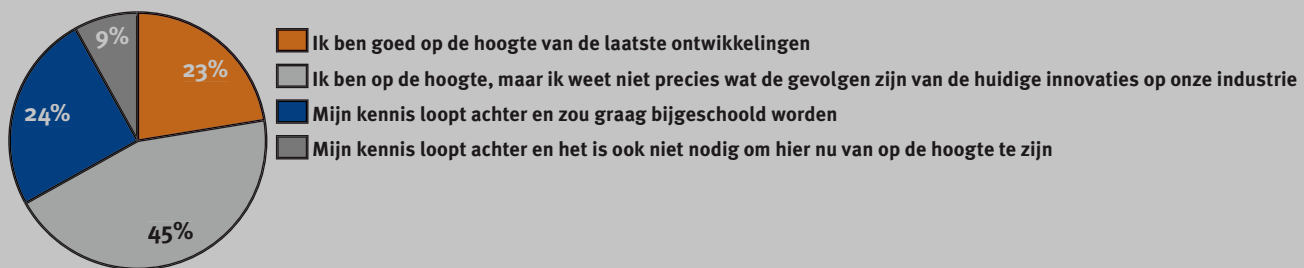 9%
23%
24%
45%
Ik ben goed op de hoogte van de laatste ontwikkelingen
Ik ben op de hoogte, maar ik weet niet precies wat de gevolgen zijn van de huidige innovaties op onze industrie
Mijn kennis loopt achter en zou graag bijgeschoold worden
Mijn kennis loopt achter en het is ook niet nodig om hier nu van op de hoogte te zijn